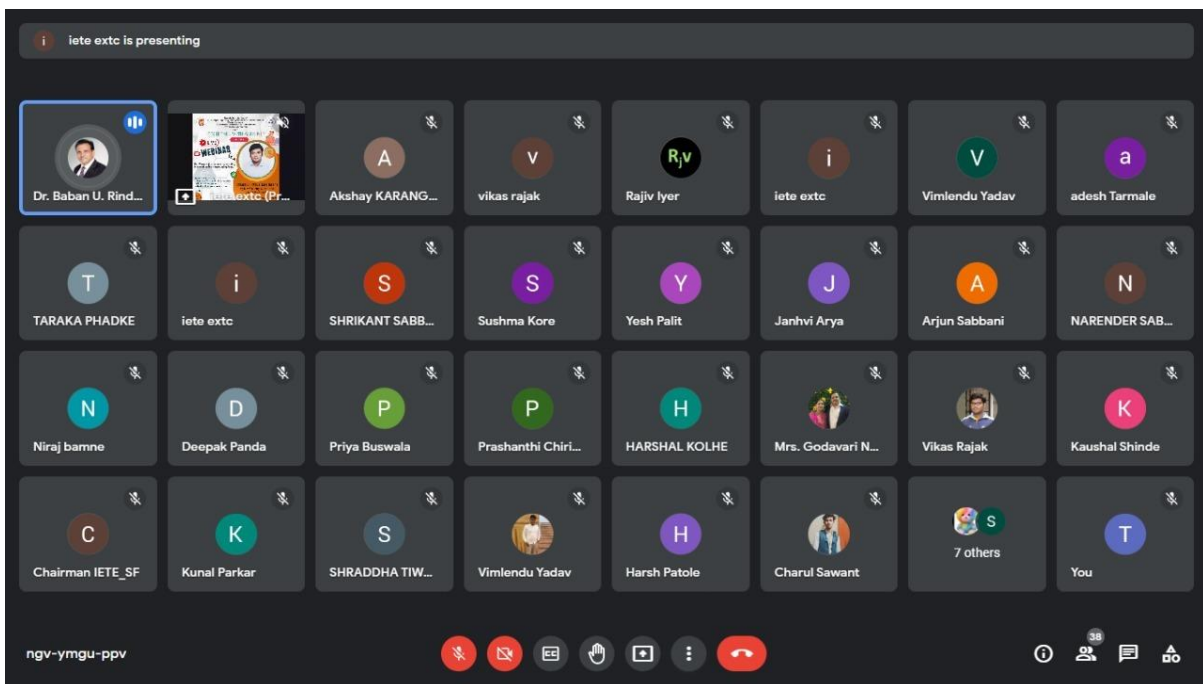 i iete extc is presenting
Dr. Baban U. Rind...
WEBINAR
extc (Pr...
A
Akshay KARANG...
v
vikas rajak
RjV
Rajiv Iyer
i
iete extc
V
Vimlendu Yadav
a
adesh Tarmale
T
TARAKA PHADKE
i
iete extc
S
SHRIKANT SABB...
S
Sushma Kore
Y
Yesh Palit
J
Janhvi Arya
A
Arjun Sabbani
N
NARENDER SAB...
N
Niraj bamne
D
Deepak Panda
P
Priya Buswala
P
Prashanthi Chiri...
H
HARSHAL KOLHE
Mrs. Godavari N...
Vikas Rajak
K
Kaushal Shinde
C
Chairman IETE_SF
K
Kunal Parkar
S
SHRADDHA TIW...
Vimlendu Yadav
H
Harsh Patole
Charul Sawant
S
7 others
T
You
ngv-ymgu-ppv
CC
38